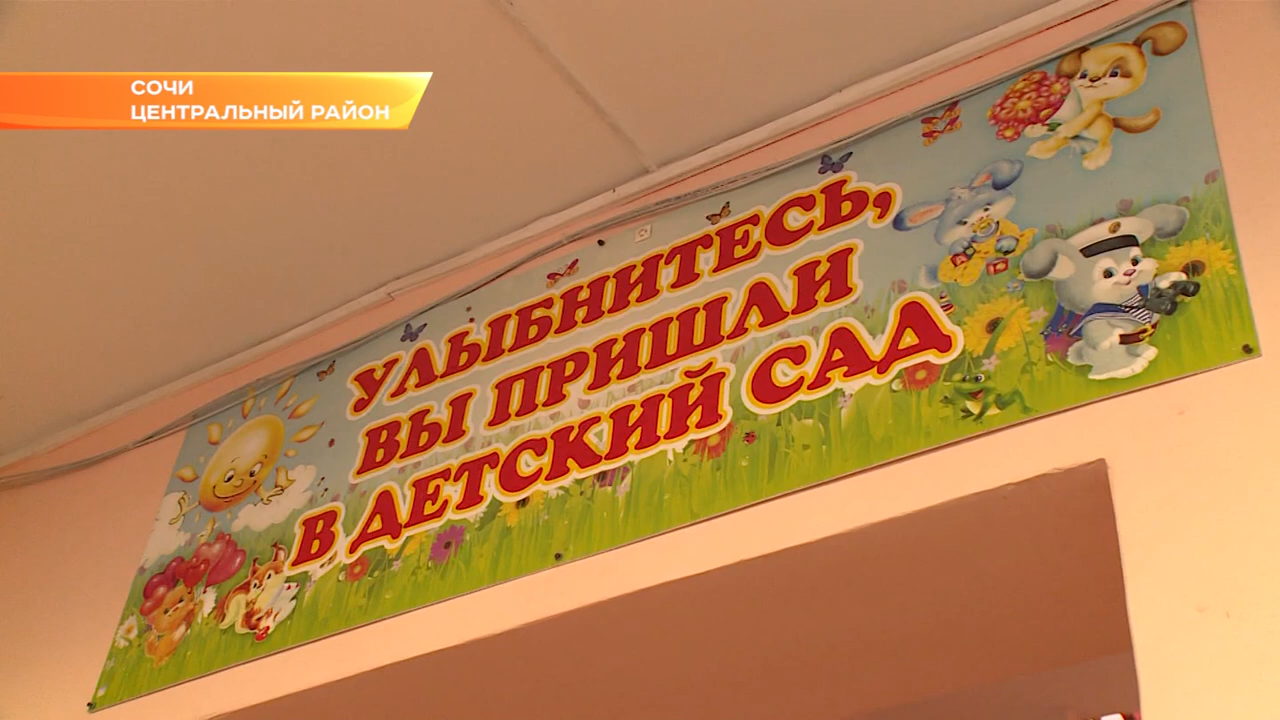 СОЧИ
ЦЕНТРАЛЬНЫЙ РАЙОН
УЛЫБНИТЕСЬ,
ВЫ ПРИШЛИ
В ДЕТСКИЙ САД